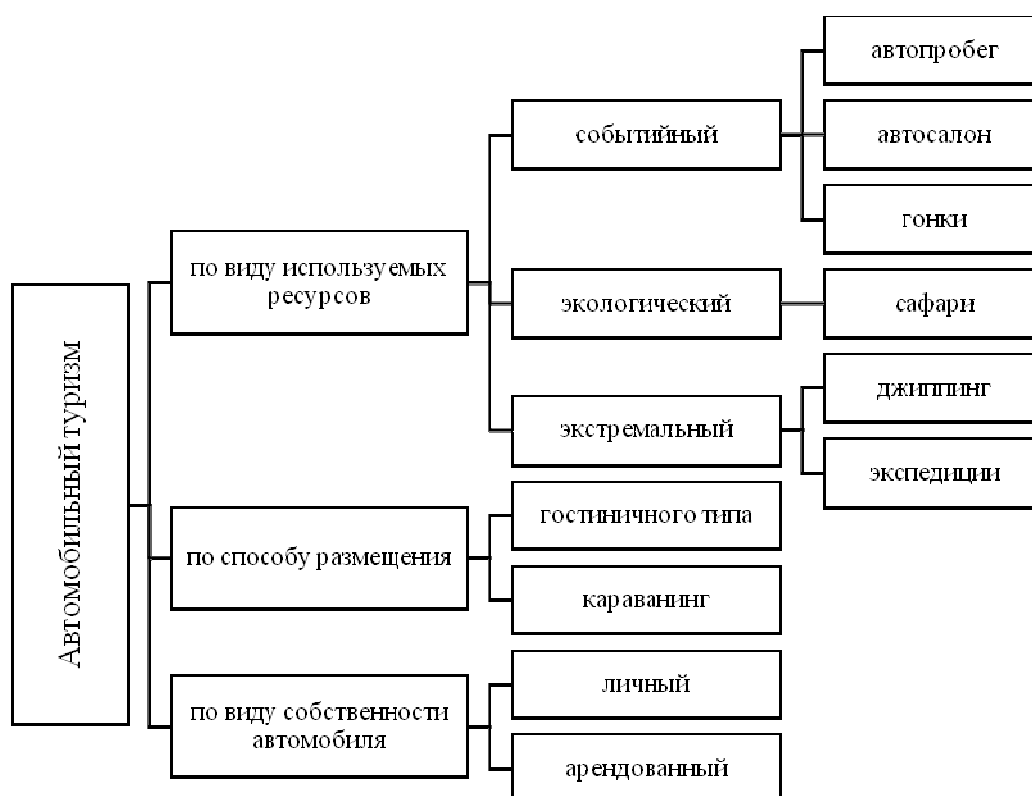 Автомобильный туризм
по виду используемых
ресурсов
событийный
автопробег
автосалон
гонки
экологический
сафари
экстремальный
джиппинг
экспедиции
по способу размещения
гостиничного типа
караванинг
по виду собственности
автомобиля
личный
арендованный